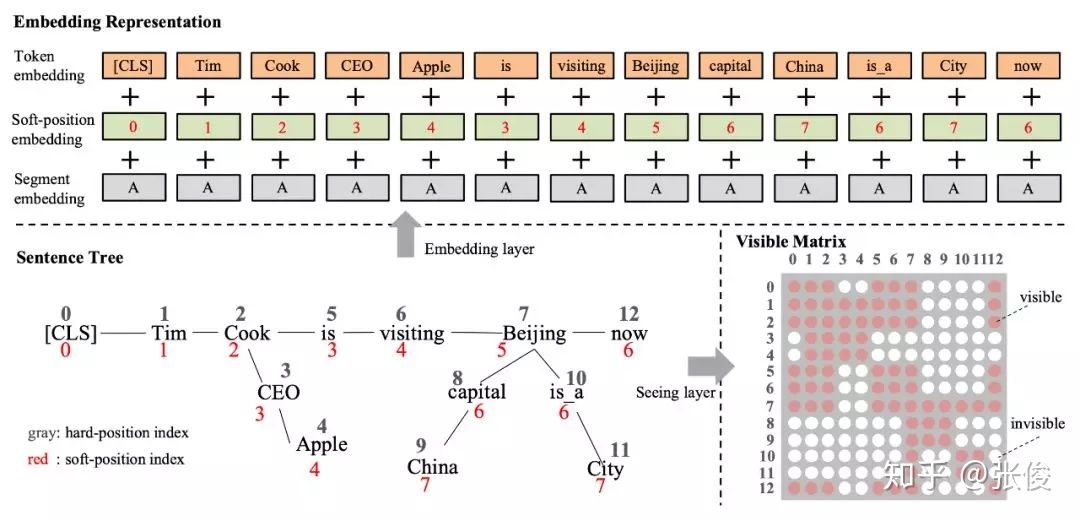 Embedding Representation
Token embedding [CLS] Tim Cook CEO Apple is visiting Beijing capital China is_a City now
+ + + + + + + + + + + + +
Soft-position embedding 0 1 2 3 4 3 4 5 6 7 6 7 6
+ + + + + + + + + + + + +
Segment embedding A A A A A A A A A A A A A
Embedding layer
Sentence Tree
0 1 2 5 6 7 12
[CLS] Tim Cook is visiting Beijing now
0 1 2 3 4 5 6
3 8 10
CEO capital is_a
3 6 6
4 9 11
Apple China City
4 7 7
gray: hard-position index
red : soft-position index
Seeing layer
Visible Matrix
0 1 2 3 4 5 6 7 8 9 10 11 12
0
1
2
3
4
5
6
7
8
9
10
11
12
visible
invisible
知乎 @张俊